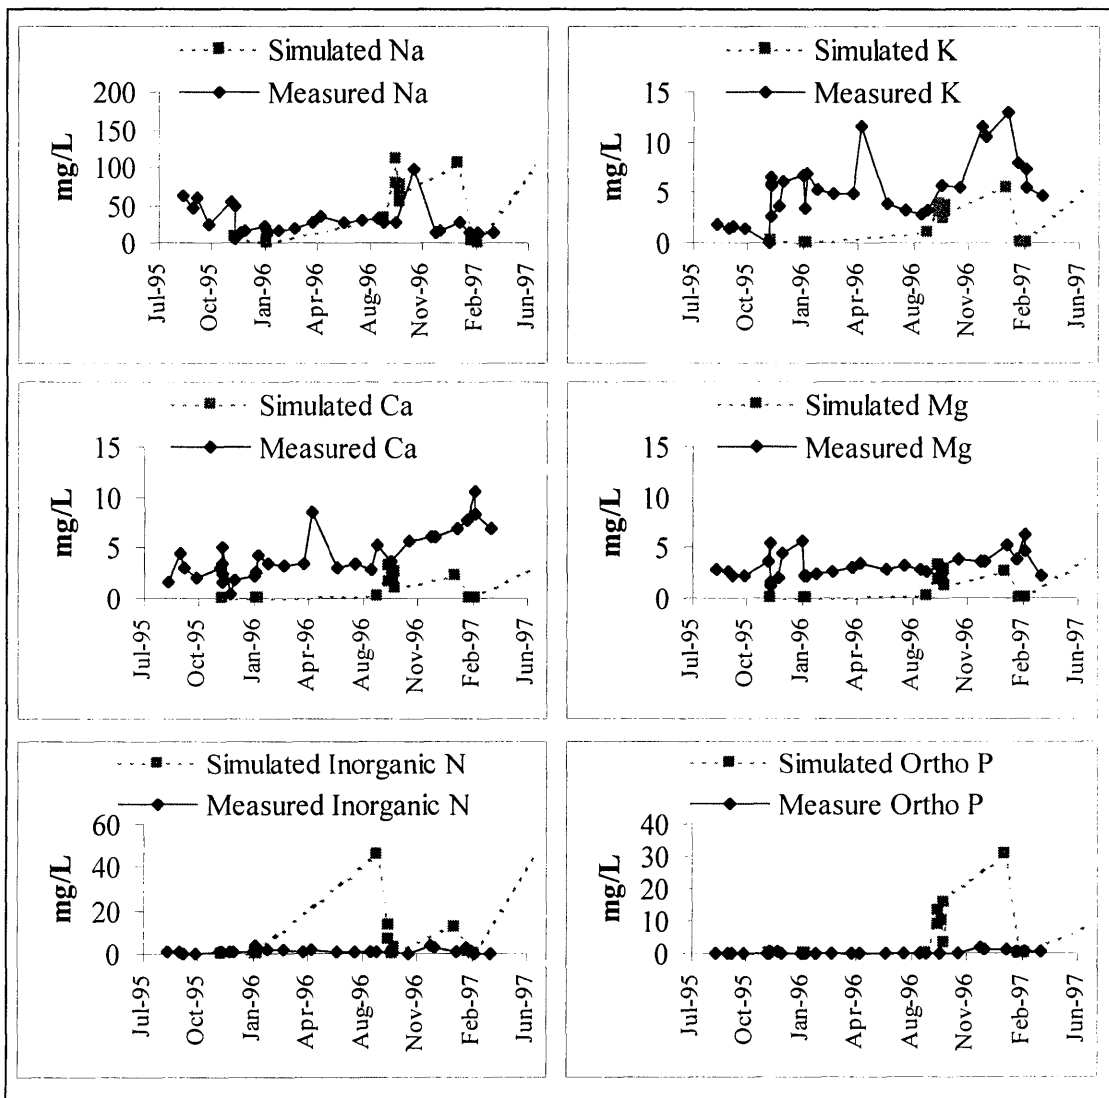 Simulated Na
Measured Na
200
150
100
50
0
mg/L
Jul-95
Oct-95
Jan-96
Apr-96
Aug-96
Nov-96
Feb-97
Jun-97
Simulated K
Measured K
15
10
5
0
mg/L
Jul-95
Oct-95
Jan-96
Apr-96
Aug-96
Nov-96
Feb-97
Jun-97
Simulated Ca
Measured Ca
15
10
5
0
mg/L
Jul-95
Oct-95
Jan-96
Apr-96
Aug-96
Nov-96
Feb-97
Jun-97
Simulated Mg
Measured Mg
15
10
5
0
mg/L
Jul-95
Oct-95
Jan-96
Apr-96
Aug-96
Nov-96
Feb-97
Jun-97
Simulated Inorganic N
Measured Inorganic N
60
40
20
0
mg/L
Jul-95
Oct-95
Jan-96
Apr-96
Aug-96
Nov-96
Feb-97
Jun-97
Simulated Ortho P
Measure Ortho P
40
30
20
10
0
mg/L
Jul-95
Oct-95
Jan-96
Apr-96
Aug-96
Nov-96
Feb-97
Jun-97